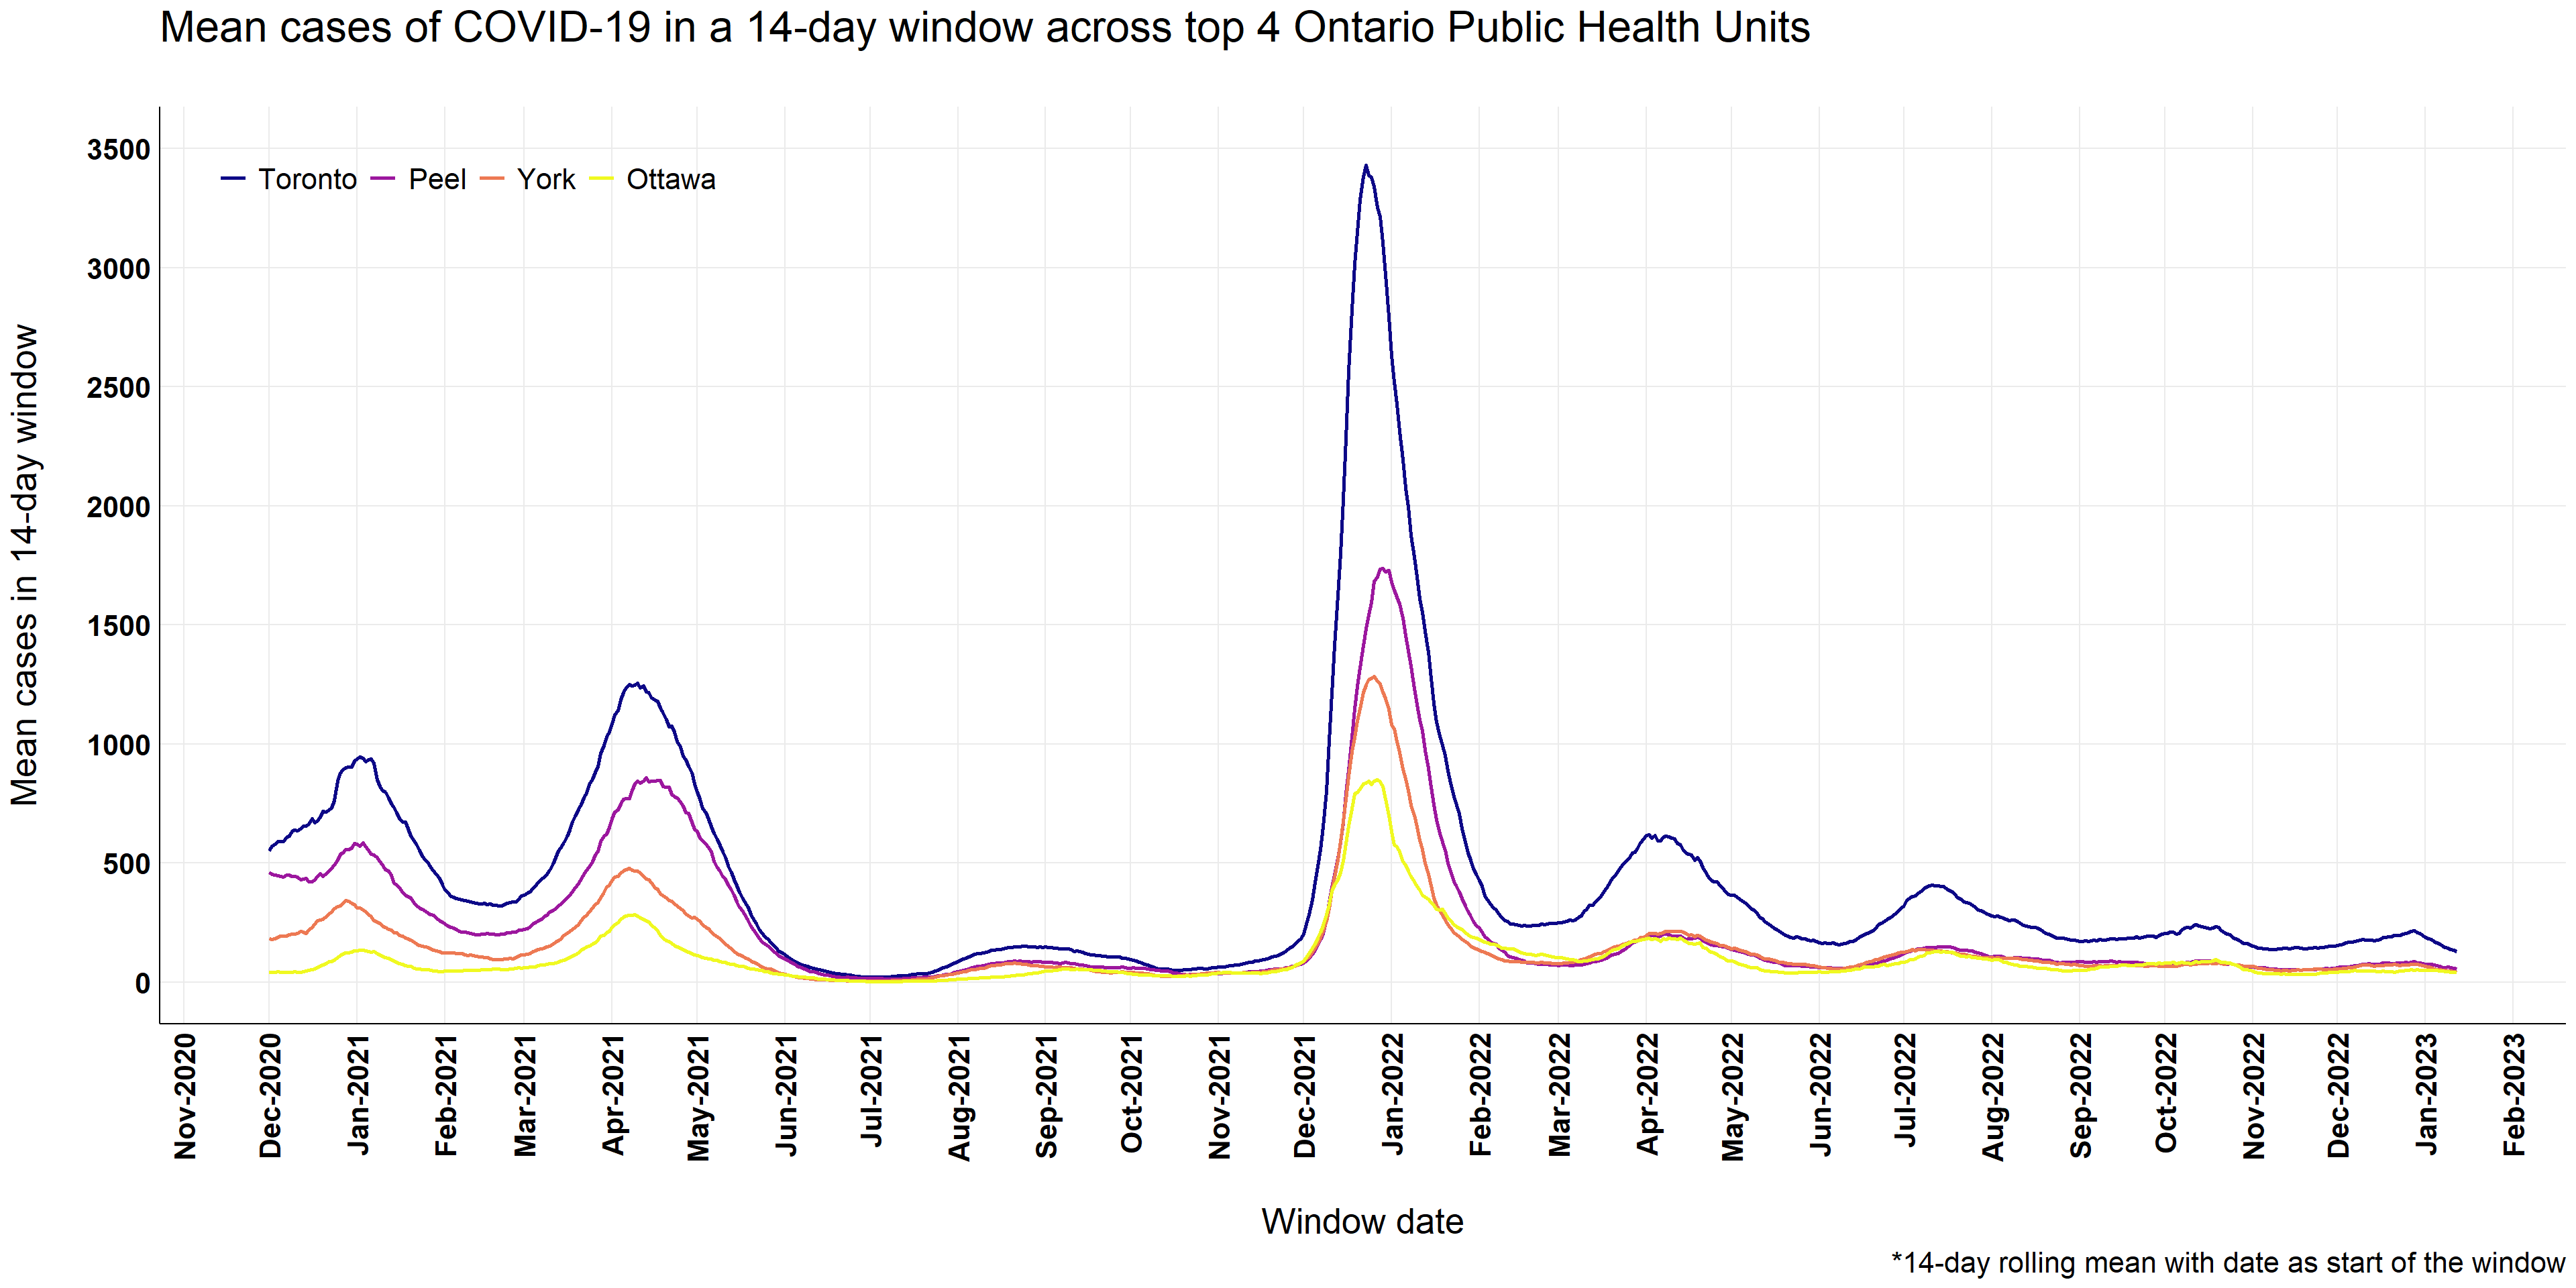 Mean cases of COVID-19 in a 14-day window across top 4 Ontario Public Health Units
Mean cases in 14-day window
3500
3000
2500
2000
1500
1000
500
0
Toronto Peel York Ottawa
Nov-2020
Dec-2020
Jan-2021
Feb-2021
Mar-2021
Apr-2021
May-2021
Jun-2021
Jul-2021
Aug-2021
Sep-2021
Oct-2021
Nov-2021
Dec-2021
Jan-2022
Feb-2022
Mar-2022
Apr-2022
May-2022
Jun-2022
Jul-2022
Aug-2022
Sep-2022
Oct-2022
Nov-2022
Dec-2022
Jan-2023
Feb-2023
Window date
*14-day rolling mean with date as start of the window